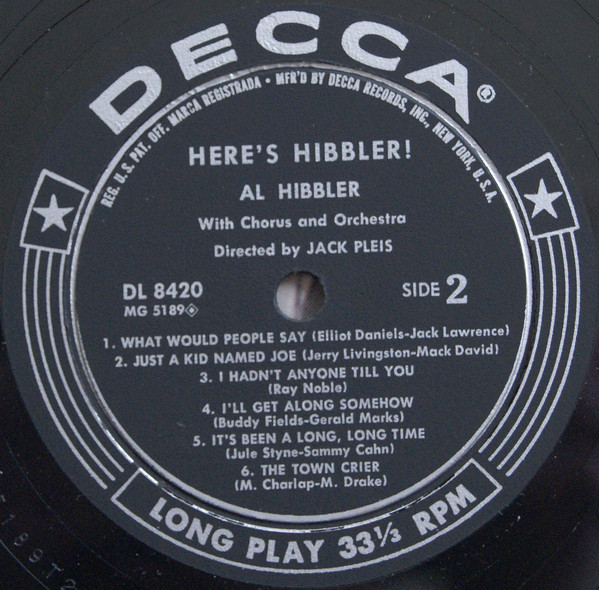 DECCA®
REG. U.S. PAT. OFF. MARCA REGISTRADA • MFR'D BY DECCA RECORDS, INC., NEW YORK, U.S.A.
HERE'S HIBBLER!
AL HIBBLER
With Chorus and Orchestra
Directed by JACK PLEIS
DL 8420
MG 5189
SIDE 2
1. WHAT WOULD PEOPLE SAY (Elliot Daniels-Jack Lawrence)
2. JUST A KID NAMED JOE (Jerry Livingston-Mack David)
3. I HADN'T ANYONE TILL YOU
(Ray Noble)
4. I'LL GET ALONG SOMEHOW
(Buddy Fields-Gerald Marks)
5. IT'S BEEN A LONG, LONG TIME
(Jule Styne-Sammy Cahn)
6. THE TOWN CRIER
(M. Charlap-M. Drake)
LONG PLAY 33⅓ RPM